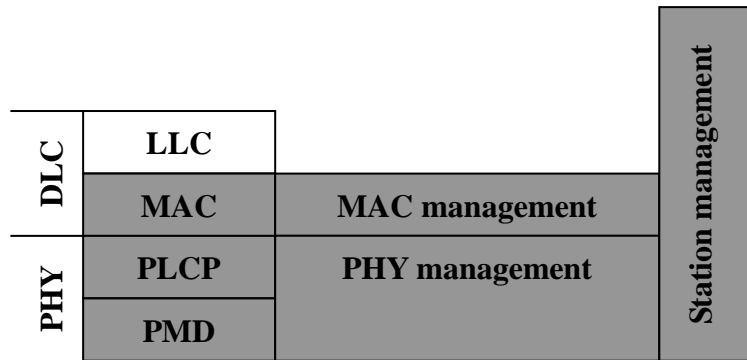 DLC
LLC
MAC
MAC management
PHY
PLCP
PHY management
PMD
Station management